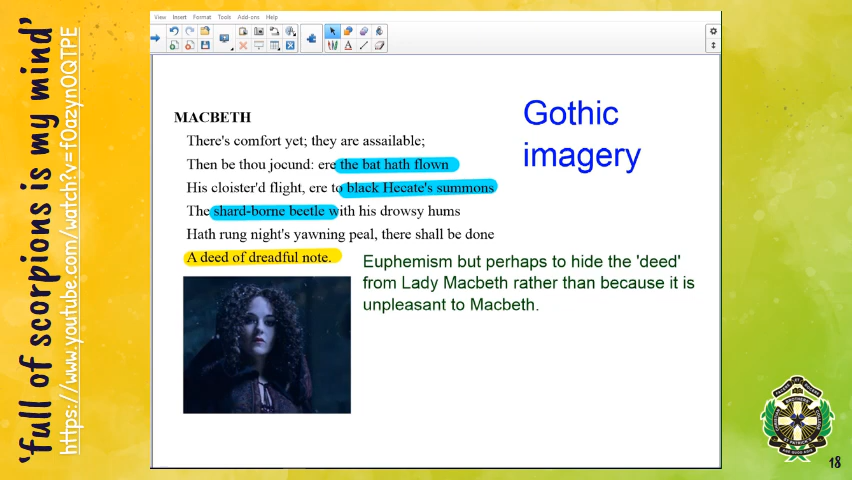 'full of scorpions is my mind'
https://www.youtube.com/watch?v=fOazynOQTPE
View Insert Format Tools Add-ons Help
MACBETH
There's comfort yet; they are assailable;
Then be thou jocund: ere the bat hath flown
His cloister'd flight, ere to black Hecate's summons
The shard-borne beetle with his drowsy hums
Hath rung night's yawning peal, there shall be done
A deed of dreadful note.
Gothic
imagery
Euphemism but perhaps to hide the 'deed'
from Lady Macbeth rather than because it is
unpleasant to Macbeth.
18